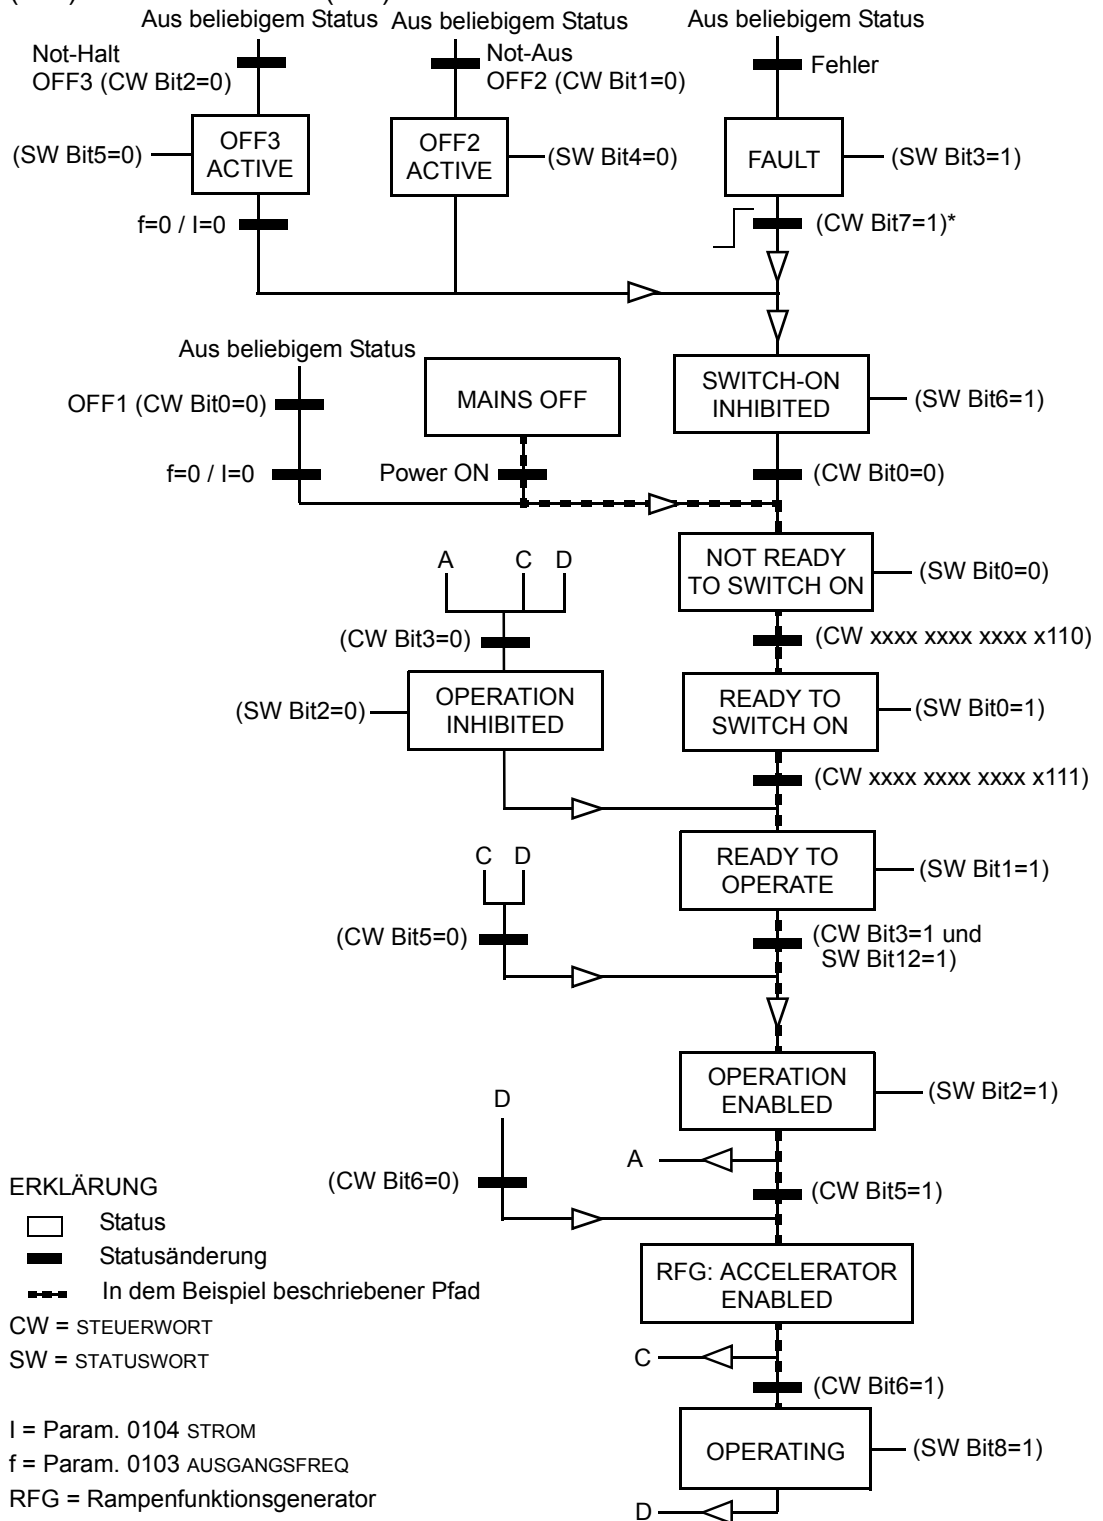 Aus beliebigem Status
Aus beliebigem Status
Aus beliebigem Status
Not-Halt
OFF3 (CW Bit2=0)
Not-Aus
OFF2 (CW Bit1=0)
Fehler
(SW Bit5=0)
OFF3
ACTIVE
OFF2
ACTIVE
(SW Bit4=0)
FAULT
(SW Bit3=1)
f=0 / I=0
(CW Bit7=1)*
Aus beliebigem Status
OFF1 (CW Bit0=0)
MAINS OFF
SWITCH-ON
INHIBITED
(SW Bit6=1)
f=0 / I=0
Power ON
(CW Bit0=0)
A
C
D
NOT READY
TO SWITCH ON
(SW Bit0=0)
(CW Bit3=0)
(CW xxxx xxxx xxxx x110)
(SW Bit2=0)
OPERATION
INHIBITED
READY TO
SWITCH ON
(SW Bit0=1)
(CW xxxx xxxx xxxx x111)
C
D
READY TO
OPERATE
(SW Bit1=1)
(CW Bit5=0)
(CW Bit3=1 und
SW Bit12=1)
OPERATION
ENABLED
(SW Bit2=1)
D
A
(CW Bit6=0)
(CW Bit5=1)
ERKLÄRUNG
Status
Statusänderung
In dem Beispiel beschriebener Pfad
CW = STEUERWORT
SW = STATUSWORT
RFG: ACCELERATOR
ENABLED
C
(CW Bit6=1)
I = Param. 0104 STROM
f = Param. 0103 AUSGANGSFREQ
RFG = Rampenfunktionsgenerator
OPERATING
(SW Bit8=1)
D